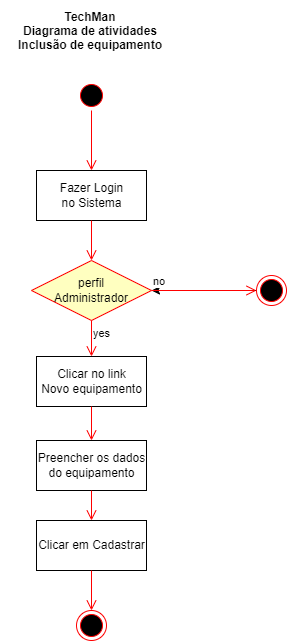 TechMan
Diagrama de atividades
Inclusão de equipamento
Fazer Login
no Sistema
perfil
Administrador
no
yes
Clicar no link
Novo equipamento
Preencher os dados
do equipamento
Clicar em Cadastrar